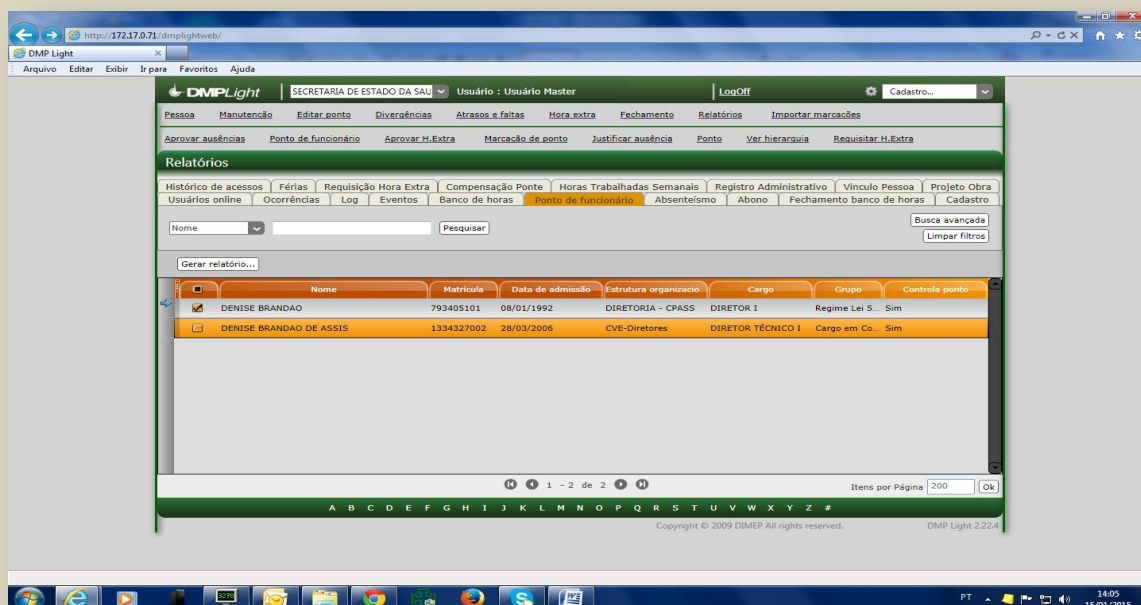 http://172.17.0.71/dmplightweb/
DMP Light
Arquivo Editar Exibir Ir para Favoritos Ajuda
DMPLight SECRETARIA DE ESTADO DA SAU Usuário : Usuário Master LogOff Cadastro...
Pessoa Manutenção Editar ponto Divergências Atrasos e faltas Hora extra Fechamento Relatórios Importar marcações
Aprovar ausências Ponto de funcionário Aprovar H.Extra Marcação de ponto Justificar ausência Ponto Ver hierarquia Requisitar H.Extra
Relatórios
Histórico de acessos Férias Requisição Hora Extra Compensação Ponte Horas Trabalhadas Semanais Registro Administrativo Vinculo Pessoa Projeto Obra
Usuários online Ocorrências Log Eventos Banco de horas Ponto de funcionário Absenteísmo Abono Fechamento banco de horas Cadastro
Nome Pesquisar Busca avançada
Limpar filtros
Gerar relatório...
Nome Matrícula Data de admissão Estrutura organizacio Cargo Grupo Controla ponto
DENISE BRANDAO 793405101 08/01/1992 DIRETORIA - CPASS DIRETOR I Regime Lei 5... Sim
DENISE BRANDAO DE ASSIS 1334327002 28/03/2006 CVE-Diretores DIRETOR TÉCNICO I Cargo em Co... Sim
1 - 2 de 2 Itens por Página 200 Ok
A B C D E F G H I J K L M N O P Q R S T U V W X Y Z #
Copyright © 2009 DIMEP All rights reserved. DMP Light 2.22.4
3270 PT 14:05
15/01/2015